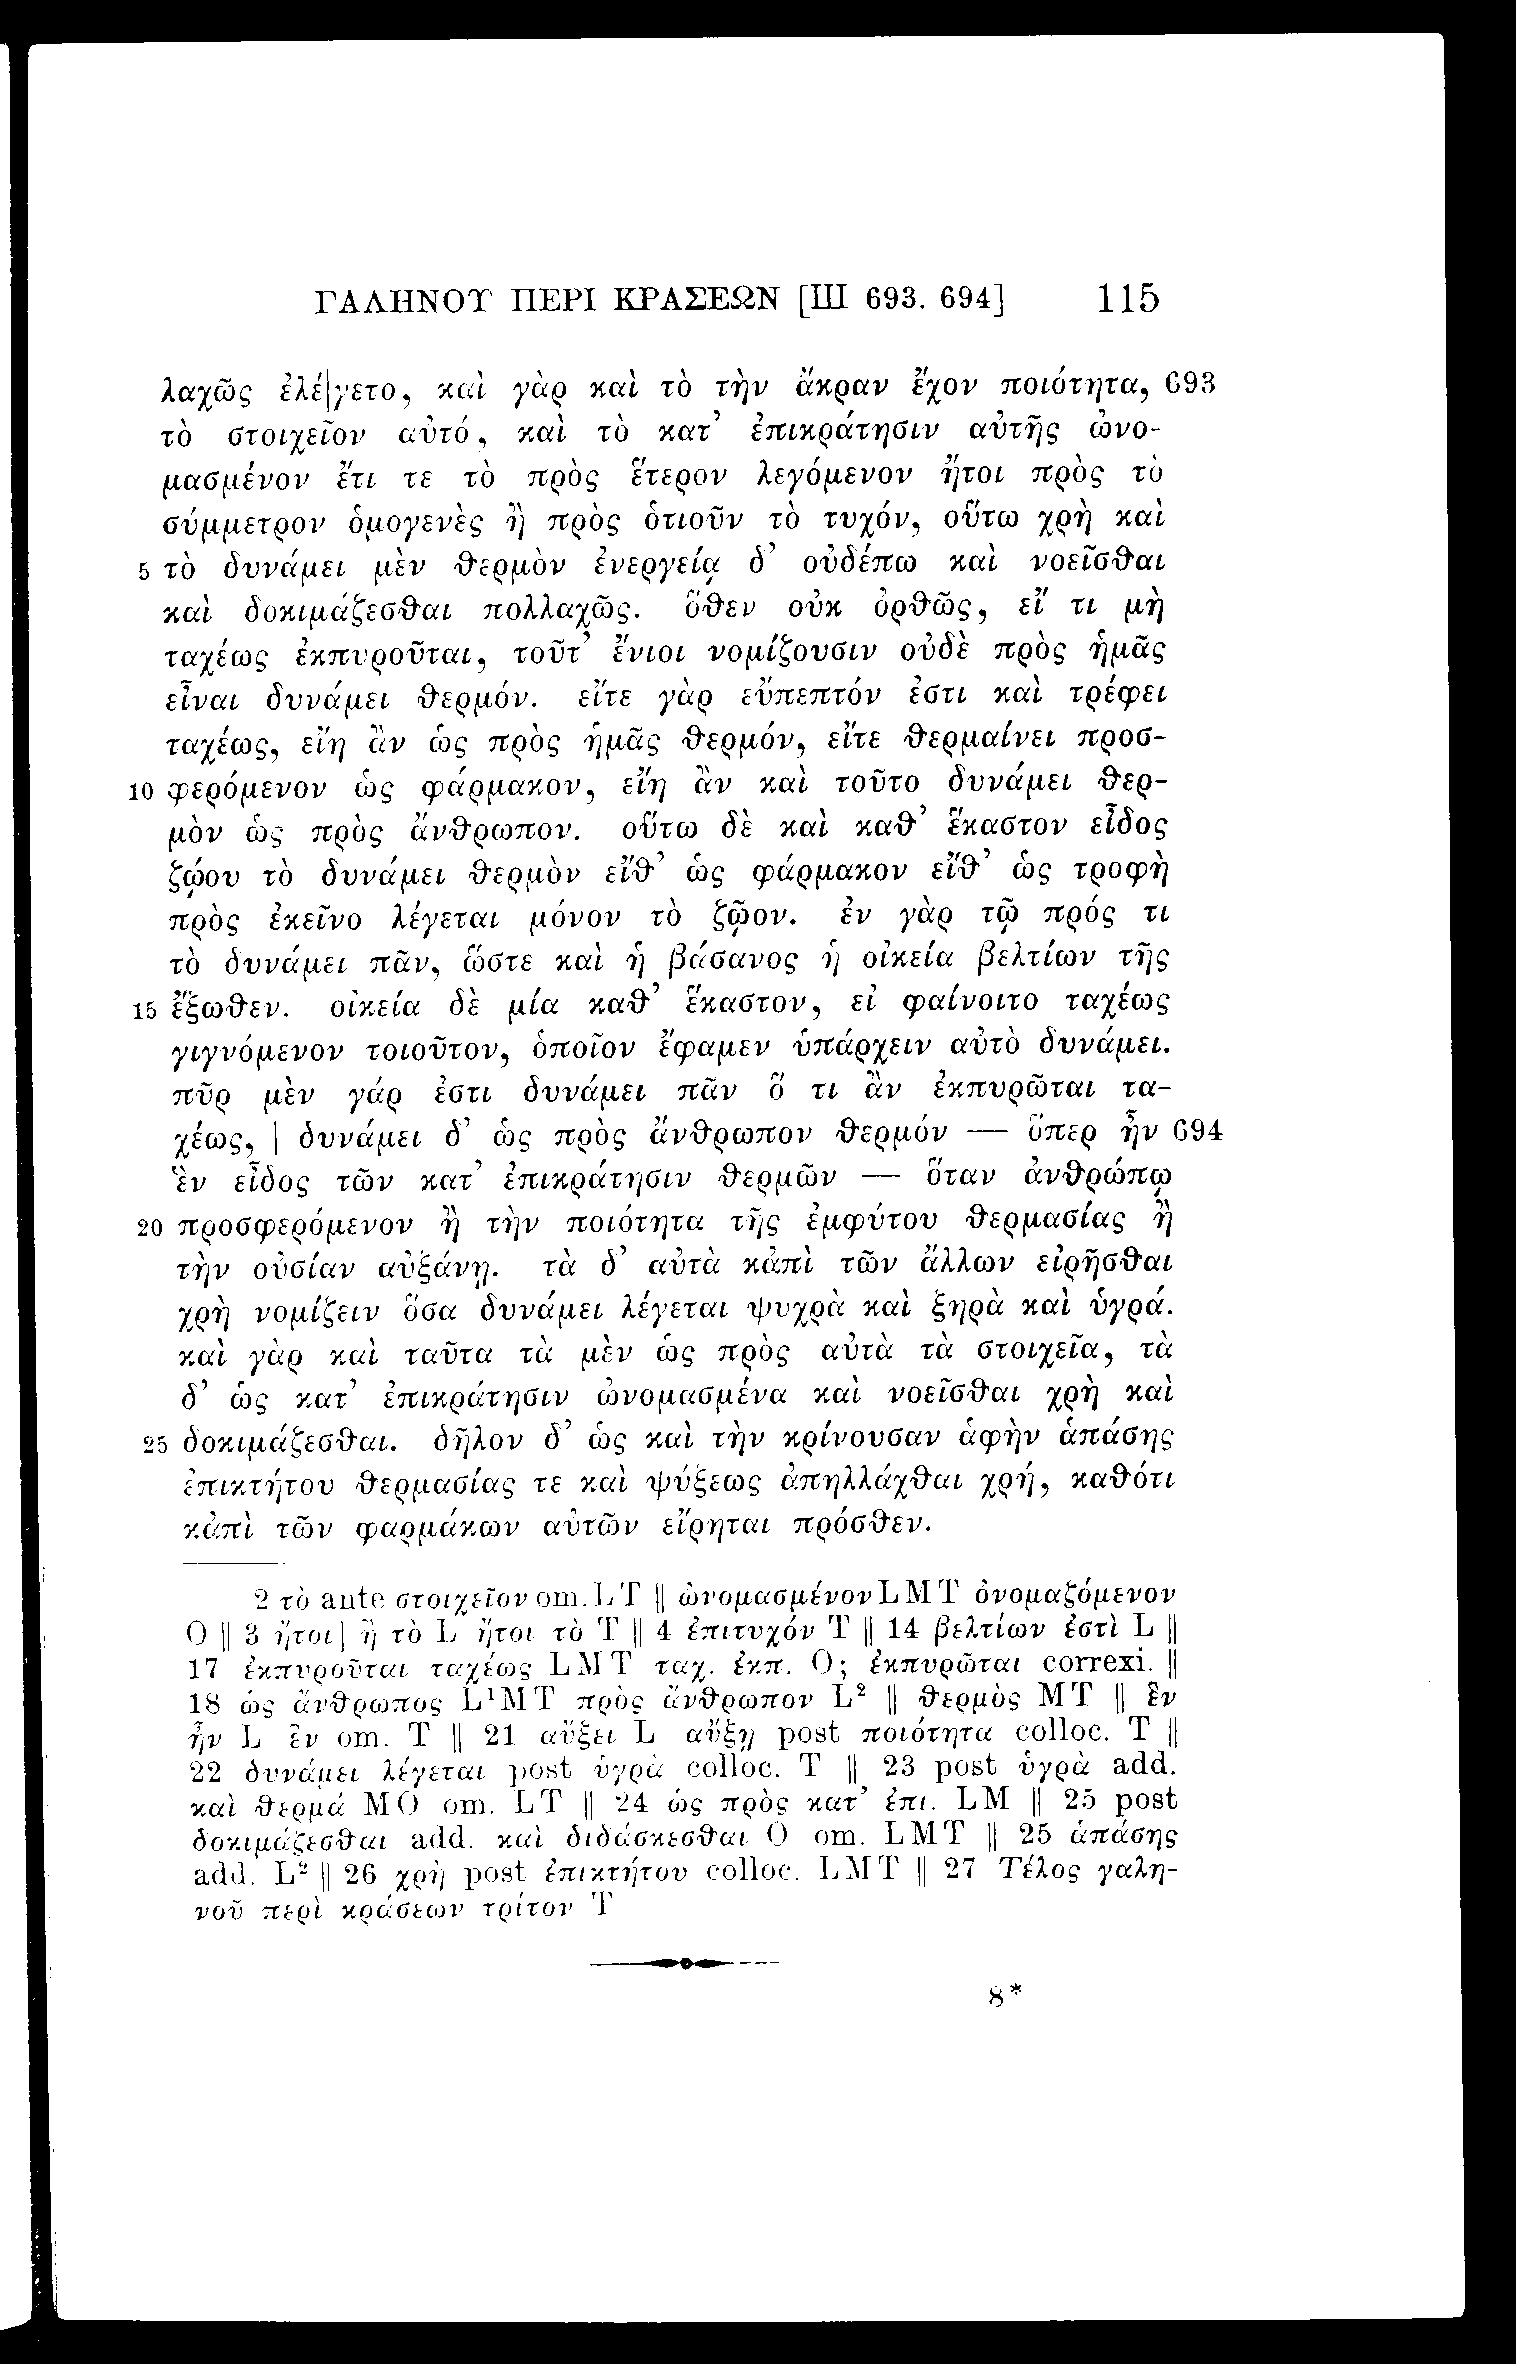 ΓΑΛΗΝΟΥ ΠΕΡΙ ΚΡΑΣΕΩΝ [III 693. 694] 115
λαχῶς ἐλέ|γετο, καὶ γὰρ καὶ τὸ τὴν ἄκραν ἔχον ποιότητα, 693
τὸ στοιχεῖον αὐτό, καὶ τὸ κατ’ ἐπικράτησιν αὐτῆς ὠνο-
μασμένον ἔτι τε τὸ πρὸς ἕτερον λεγόμενον ἤτοι πρὸς τὸ
σύμμετρον ὁμογενὲς ἢ πρὸς ὁτιοῦν τὸ τυχόν, οὕτω χρὴ καὶ
5 τὸ δυνάμει μὲν θερμὸν ἐνεργείᾳ δ’ οὐδέπω καὶ νοεῖσθαι
καὶ δοκιμάζεσθαι πολλαχῶς. ὅθεν οὐκ ὀρθῶς, εἴ τι μὴ
ταχέως ἐκπυροῦται, τοῦτ’ ἔνιοι νομίζουσιν οὐδὲ πρὸς ἡμᾶς
εἶναι δυνάμει θερμόν. εἴτε γὰρ εὔπεπτόν ἐστι καὶ τρέφει
ταχέως, εἴη ἂν ὡς πρὸς ἡμᾶς θερμόν, εἴτε θερμαίνει προσ-
10 φερόμενον ὡς φάρμακον, εἴη ἂν καὶ τοῦτο δυνάμει θερ-
μὸν ὡς πρὸς ἄνθρωπον. οὕτω δὲ καὶ καθ’ ἕκαστον εἶδος
ζῴου τὸ δυνάμει θερμὸν εἴθ’ ὡς φάρμακον εἴθ’ ὡς τροφὴ
πρὸς ἐκεῖνο λέγεται μόνον τὸ ζῷον. ἐν γὰρ τῷ πρός τι
τὸ δυνάμει πᾶν, ὥστε καὶ ἡ βάσανος ἡ οἰκεία βελτίων τῆς
15 ἔξωθεν. οἰκεία δὲ μία καθ’ ἕκαστον, εἰ φαίνοιτο ταχέως
γιγνόμενον τοιοῦτον, ὁποῖον ἔφαμεν ὑπάρχειν αὐτὸ δυνάμει.
πῦρ μὲν γάρ ἐστι δυνάμει πᾶν ὅ τι ἂν ἐκπυρῶται τα-
χέως, | δυνάμει δ’ ὡς πρὸς ἄνθρωπον θερμόν — ὅπερ ἦν 694
ἓν εἶδος τῶν κατ’ ἐπικράτησιν θερμῶν — ὅταν ἀνθρώπῳ
20 προσφερόμενον ἢ τὴν ποιότητα τῆς ἐμφύτου θερμασίας ἢ
τὴν οὐσίαν αὐξάνῃ. τὰ δ’ αὐτὰ κἀπὶ τῶν ἄλλων εἰρῆσθαι
χρὴ νομίζειν ὅσα δυνάμει λέγεται ψυχρὰ καὶ ξηρὰ καὶ ὑγρά.
καὶ γὰρ καὶ ταῦτα τὰ μὲν ὡς πρὸς αὐτὰ τὰ στοιχεῖα, τὰ
δ’ ὡς κατ’ ἐπικράτησιν ὠνομασμένα καὶ νοεῖσθαι χρὴ καὶ
25 δοκιμάζεσθαι. δῆλον δ’ ὡς καὶ τὴν κρίνουσαν ἁφὴν ἁπάσης
ἐπικτήτου θερμασίας τε καὶ ψύξεως ἀπηλλάχθαι χρή, καθότι
κἀπὶ τῶν φαρμάκων αὐτῶν εἴρηται πρόσθεν.
2 τὸ ante στοιχεῖον om. LT ‖ ὠνομασμένον LMT ὀνομαζόμενον
O ‖ 3 ἤτοι] ἢ τὸ L ἤτοι τὸ T ‖ 4 ἐπιτυχόν T ‖ 14 βελτίων ἐστὶ L ‖
17 ἐκπυροῦται ταχέως LMT ταχ. ἐκπ. O; ἐκπυρῶται correxi. ‖
18 ὡς ἄνθρωπος L¹MT πρὸς ἄνθρωπον L² ‖ θερμὸς MT ‖ ἓν
ἦν L ἓν om. T ‖ 21 αὔξει L αὔξῃ post ποιότητα colloc. T ‖
22 δυνάμει λέγεται post ὑγρὰ colloc. T ‖ 23 post ὑγρὰ add.
καὶ θερμά MO om. LT ‖ 24 ὡς πρὸς κατ’ ἐπι. LM ‖ 25 post
δοκιμάζεσθαι add. καὶ διδάσκεσθαι O om. LMT ‖ 25 ἁπάσης
add. L² ‖ 26 χρὴ post ἐπικτήτου colloc. LMT ‖ 27 Τέλος γαλη-
νοῦ περὶ κράσεων τρίτον T
8*